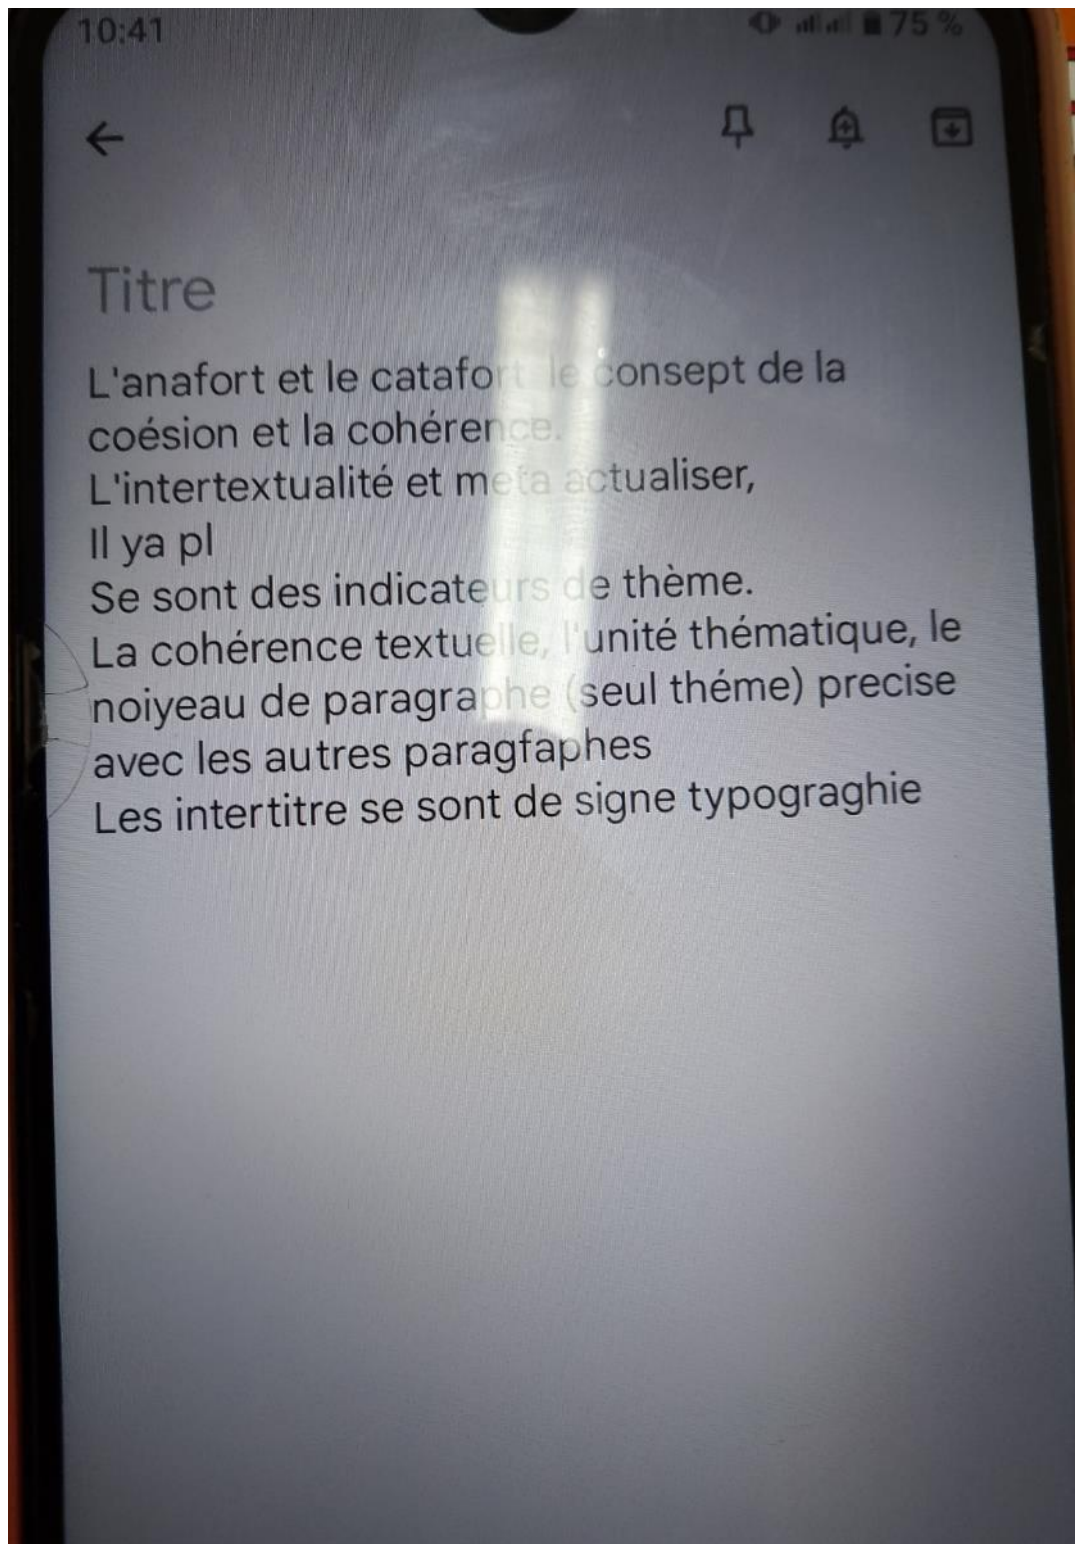 10:41 75 %
Titre
L'anafort et le catafort le consept de la
coésion et la cohérence.
L'intertextualité et meta actualiser,
Il ya pl
Se sont des indicateurs de thème.
La cohérence textuelle, l'unité thématique, le
noiyeau de paragraphe (seul théme) precise
avec les autres paragfaphes
Les intertitre se sont de signe typograghie